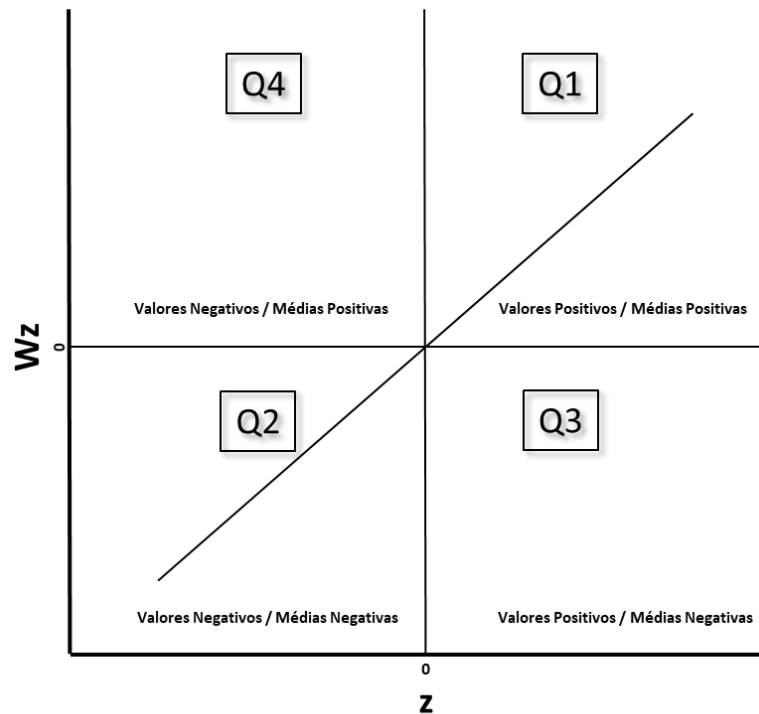 Q4
Q1
Valores Negativos / Médias Positivas
Valores Positivos / Médias Positivas
Wz
0
Q2
Q3
Valores Negativos / Médias Negativas
Valores Positivos / Médias Negativas
0
z